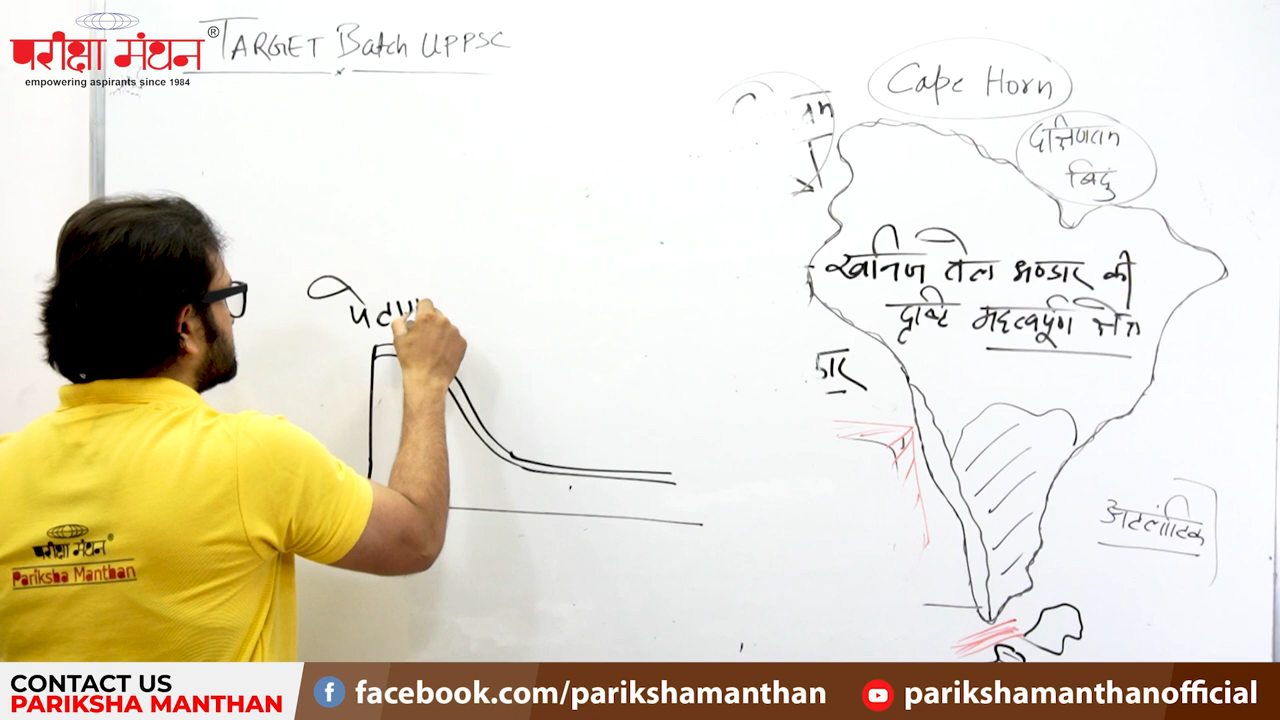 परीक्षा मंथन®
empowering aspirants since 1984
TARGET Batch UPPSC
Cape Horn
दक्षिणतम
बिंदु
खनिज तेल भण्डार की
दृष्टि महत्वपूर्ण क्षेत्र
अटलांटिक
परीक्षा मंथन®
Pariksha Manthan
CONTACT US
PARIKSHA MANTHAN
facebook.com/parikshamanthan
parikshamanthanofficial